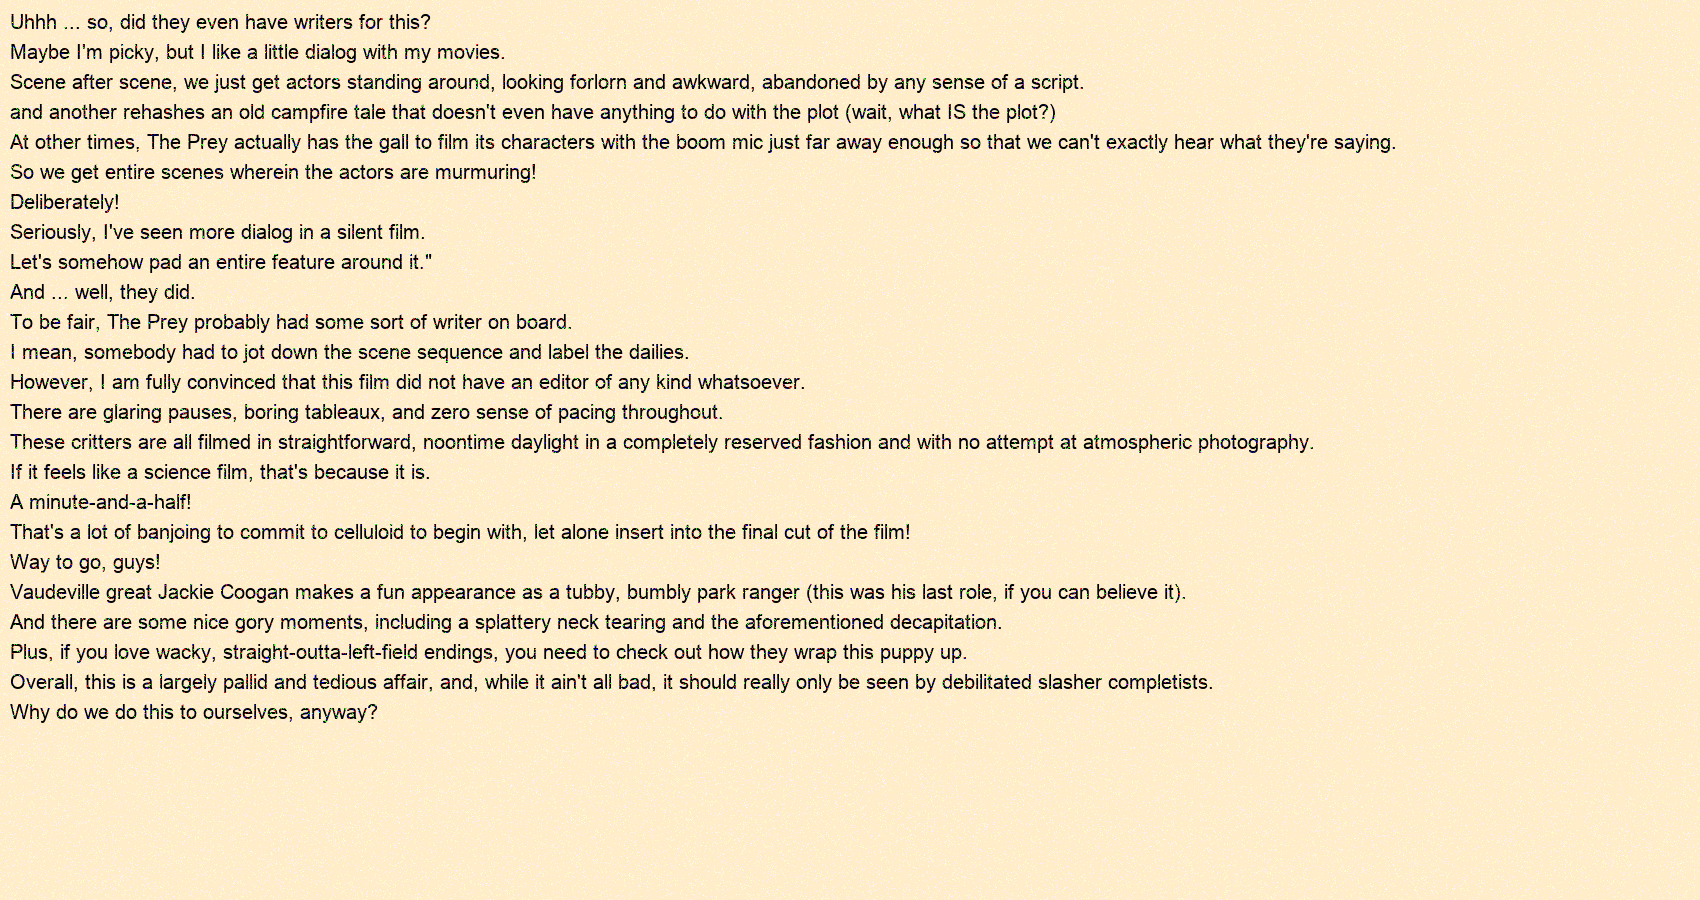 Uhhh ... so, did they even have writers for this?
Maybe I'm picky, but I like a little dialog with my movies.
Scene after scene, we just get actors standing around, looking forlorn and awkward, abandoned by any sense of a script.
and another rehashes an old campfire tale that doesn't even have anything to do with the plot (wait, what IS the plot?)
At other times, The Prey actually has the gall to film its characters with the boom mic just far away enough so that we can't exactly hear what they're saying.
So we get entire scenes wherein the actors are murmuring!
Deliberately!
Seriously, I've seen more dialog in a silent film.
Let's somehow pad an entire feature around it."
And ... well, they did.
To be fair, The Prey probably had some sort of writer on board.
I mean, somebody had to jot down the scene sequence and label the dailies.
However, I am fully convinced that this film did not have an editor of any kind whatsoever.
There are glaring pauses, boring tableaux, and zero sense of pacing throughout.
These critters are all filmed in straightforward, noontime daylight in a completely reserved fashion and with no attempt at atmospheric photography.
If it feels like a science film, that's because it is.
A minute-and-a-half!
That's a lot of banjoing to commit to celluloid to begin with, let alone insert into the final cut of the film!
Way to go, guys!
Vaudeville great Jackie Coogan makes a fun appearance as a tubby, bumbly park ranger (this was his last role, if you can believe it).
And there are some nice gory moments, including a splattery neck tearing and the aforementioned decapitation.
Plus, if you love wacky, straight-outta-left-field endings, you need to check out how they wrap this puppy up.
Overall, this is a largely pallid and tedious affair, and, while it ain't all bad, it should really only be seen by debilitated slasher completists.
Why do we do this to ourselves, anyway?